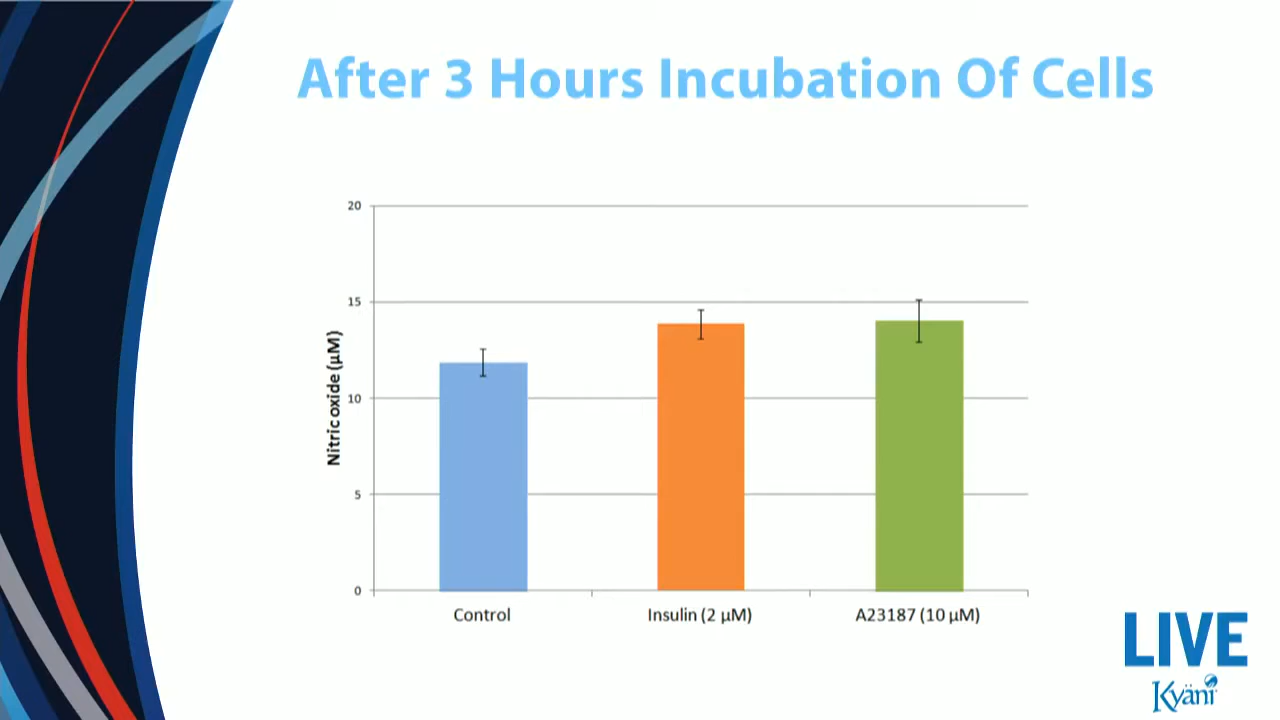 After 3 Hours Incubation Of Cells
20
15
10
5
0
Nitric oxide (µM)
Control
Insulin (2 µM)
A23187 (10 µM)
LIVE
Kyäni